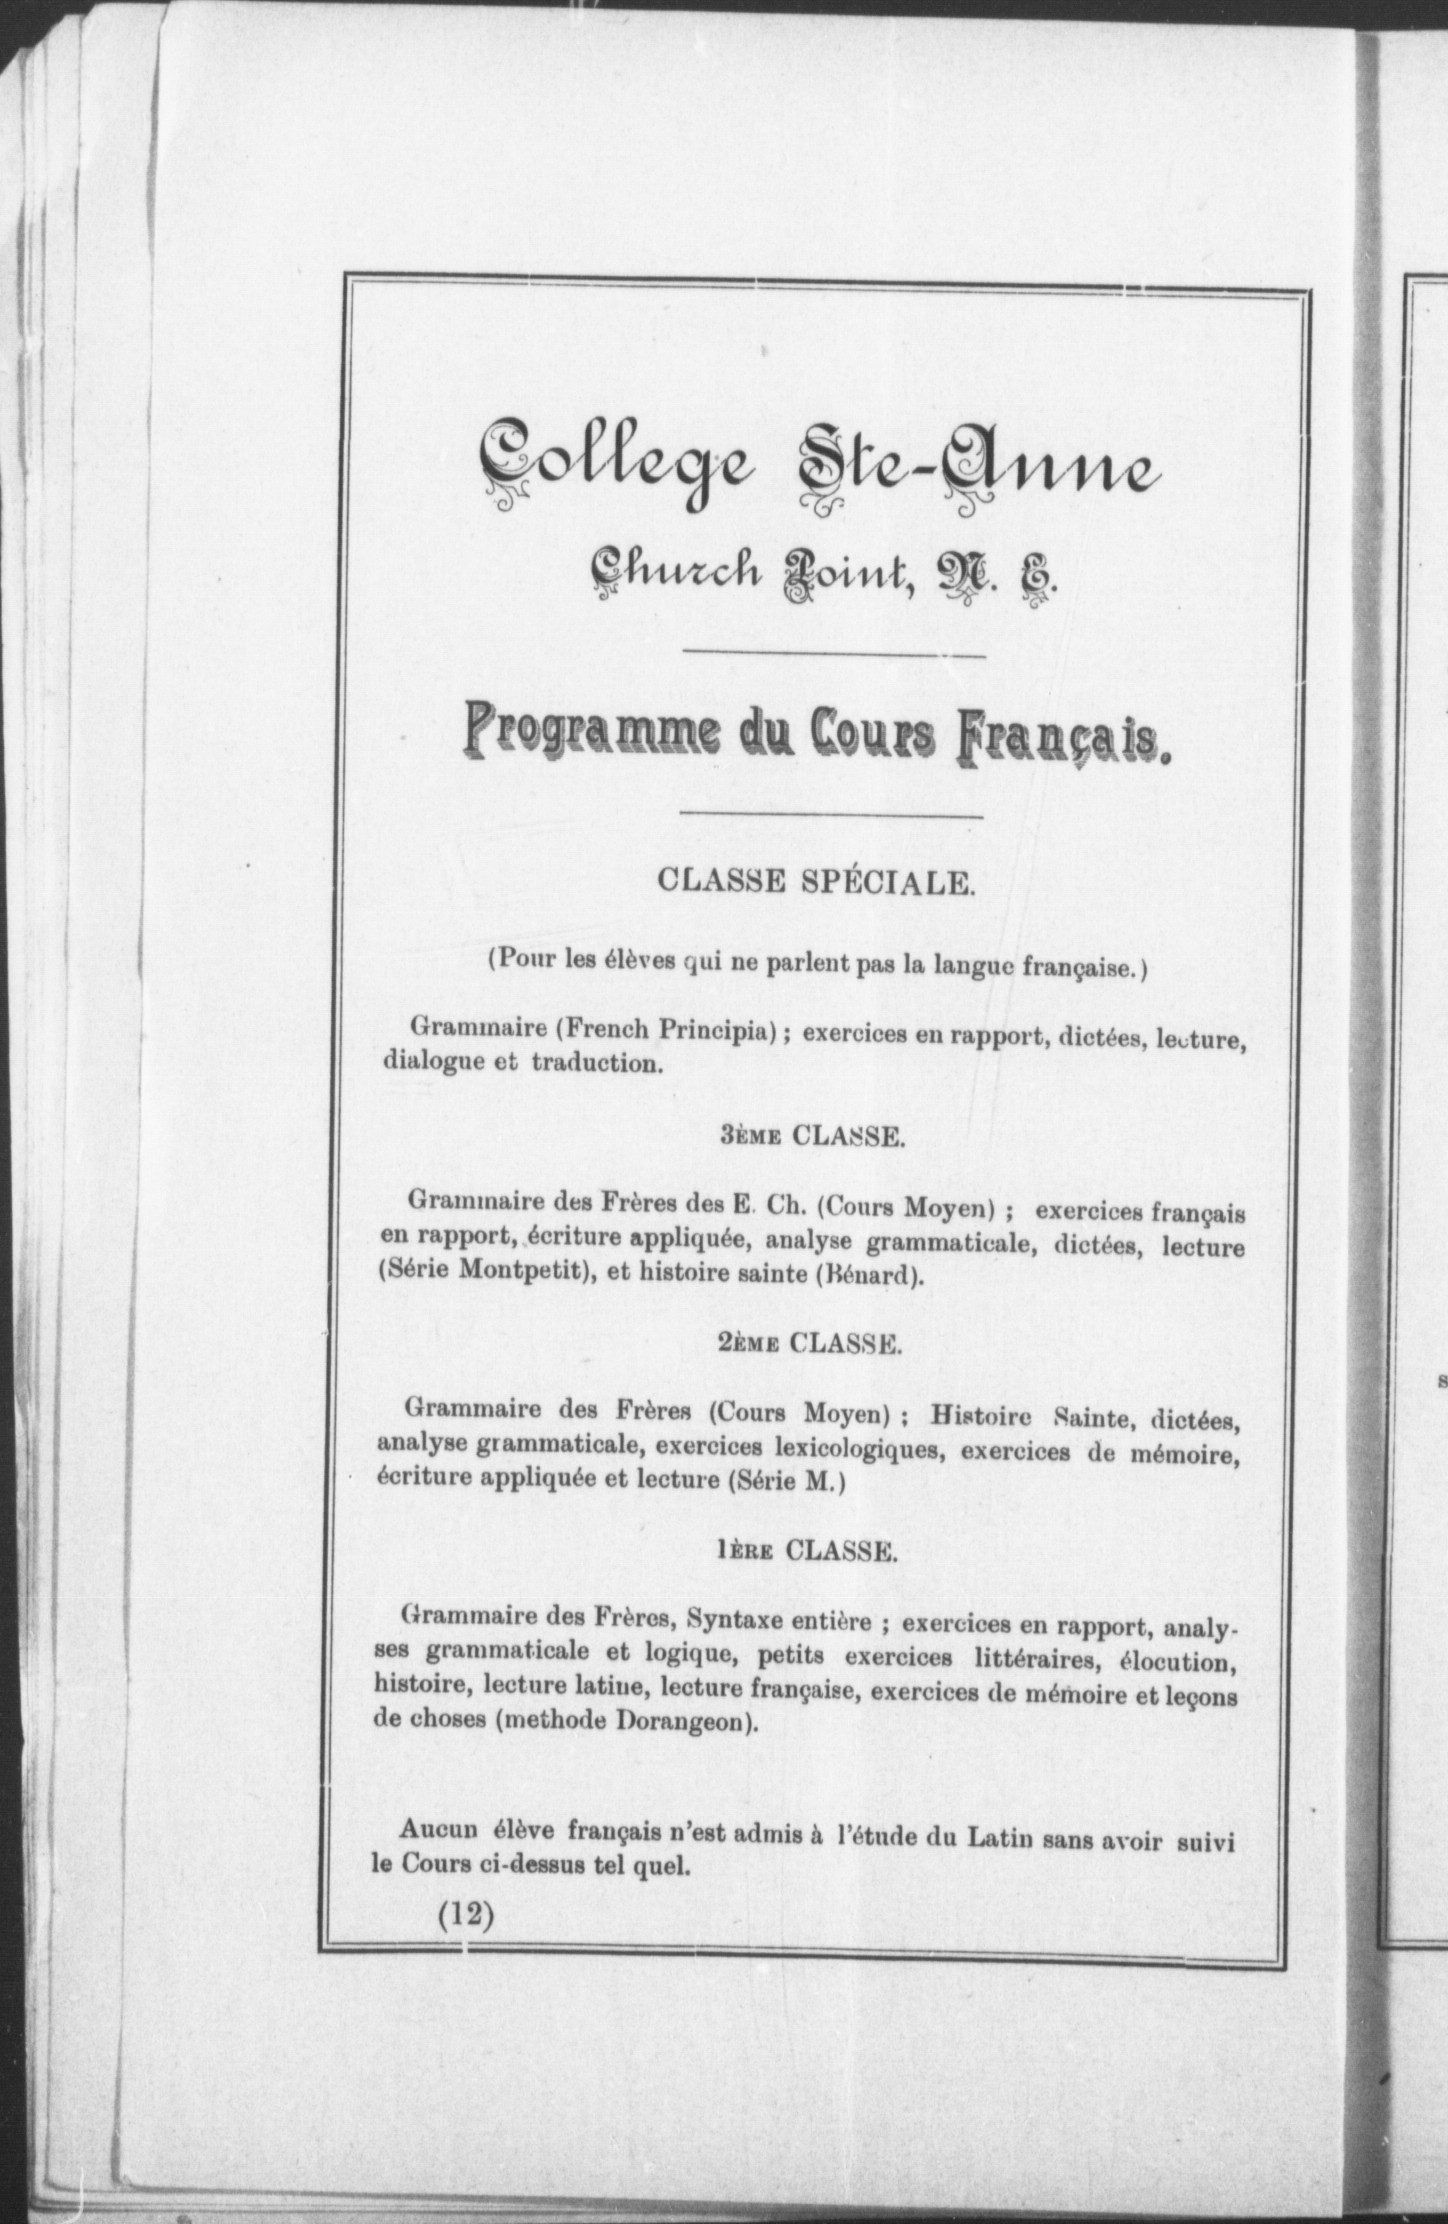 College Ste-Anne
Church Point, N. E.
Programme du Cours Français.
CLASSE SPÉCIALE.
(Pour les élèves qui ne parlent pas la langue française.)
Grammaire (French Principia) ; exercices en rapport, dictées, lecture,
dialogue et traduction.
3ÈME CLASSE.
Grammaire des Frères des E. Ch. (Cours Moyen) ; exercices français
en rapport, écriture appliquée, analyse grammaticale, dictées, lecture
(Série Montpetit), et histoire sainte (Bénard).
2ÈME CLASSE.
Grammaire des Frères (Cours Moyen) ; Histoire Sainte, dictées,
analyse grammaticale, exercices lexicologiques, exercices de mémoire,
écriture appliquée et lecture (Série M.)
1ÈRE CLASSE.
Grammaire des Frères, Syntaxe entière ; exercices en rapport, analy-
ses grammaticale et logique, petits exercices littéraires, élocution,
histoire, lecture latine, lecture française, exercices de mémoire et leçons
de choses (methode Dorangeon).
Aucun élève français n'est admis à l'étude du Latin sans avoir suivi
le Cours ci-dessus tel quel.
(12)